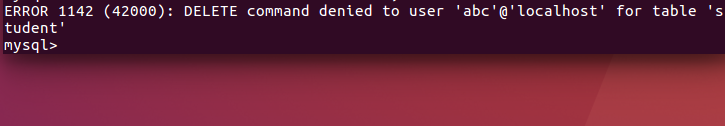 ERROR 1142 (42000): DELETE command denied to user 'abc'@'localhost' for table 's
tudent'
mysql>